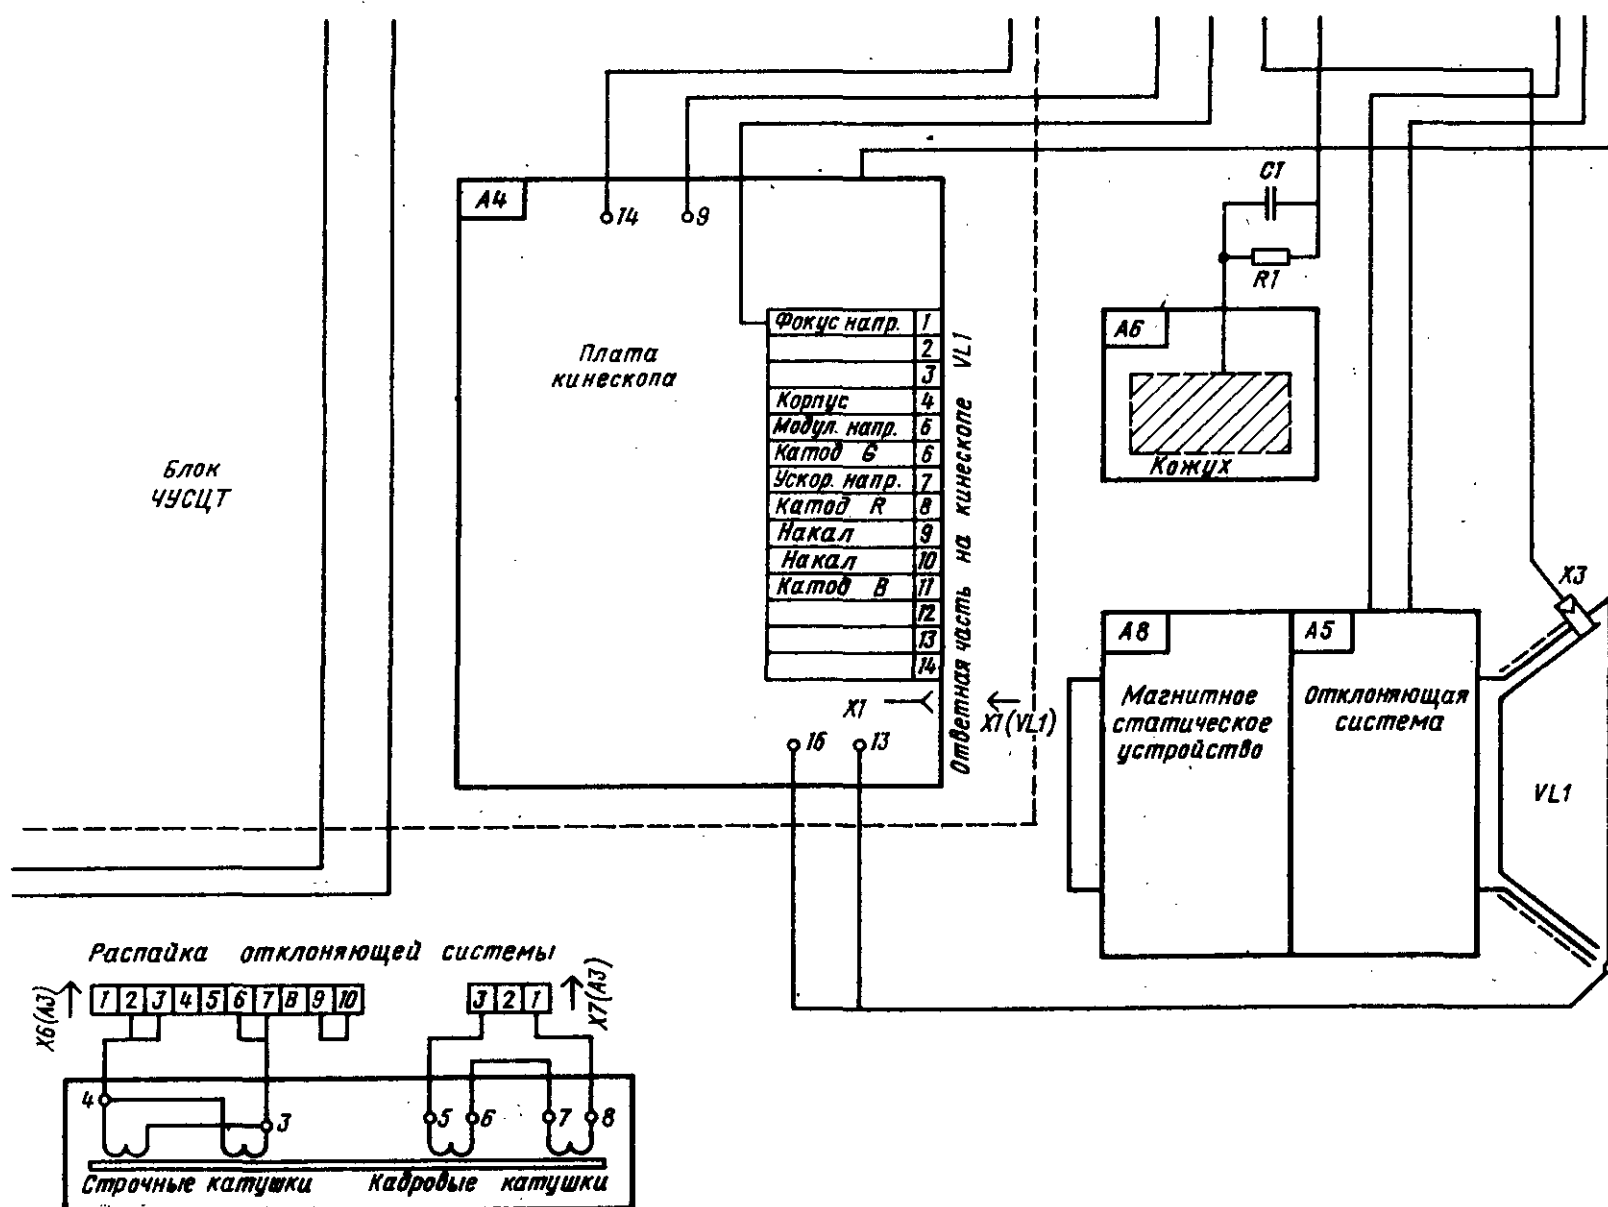 А4
14
9
С1
R1
Плата
кинескопа
Фокус напр. 1
2
3
Корпус 4
Модул. напр. 6
Катод G 6
Ускор. напр. 7
Катод R 8
Накал 9
Накал 10
Катод B 11
12
13
14
Ответная часть на кинескопе VL1
X1
X1(VL1)
16
13
А6
Кожух
Блок
ЧУСЦТ
X3
А8
Магнитное
статическое
устройство
А5
Отклоняющая
система
VL1
Распайка отклоняющей системы
X6(А3)
1 2 3 4 5 6 7 8 9 10
3 2 1
X7(А3)
4
3
5
6
7
8
Строчные катушки
Кадровые катушки